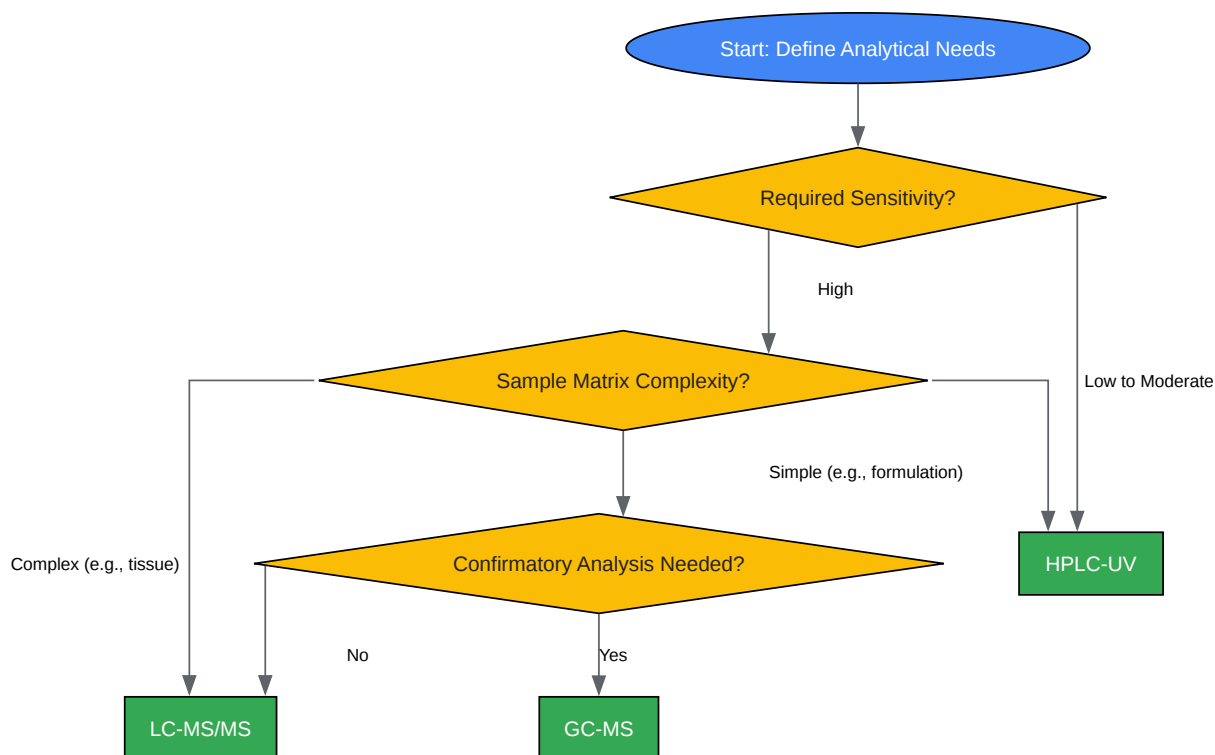 Start: Define Analytical Needs
Required Sensitivity?
High
Sample Matrix Complexity?
Low to Moderate
Simple (e.g., formulation)
Complex (e.g., tissue)
Confirmatory Analysis Needed?
HPLC-UV
No
Yes
LC-MS/MS
GC-MS